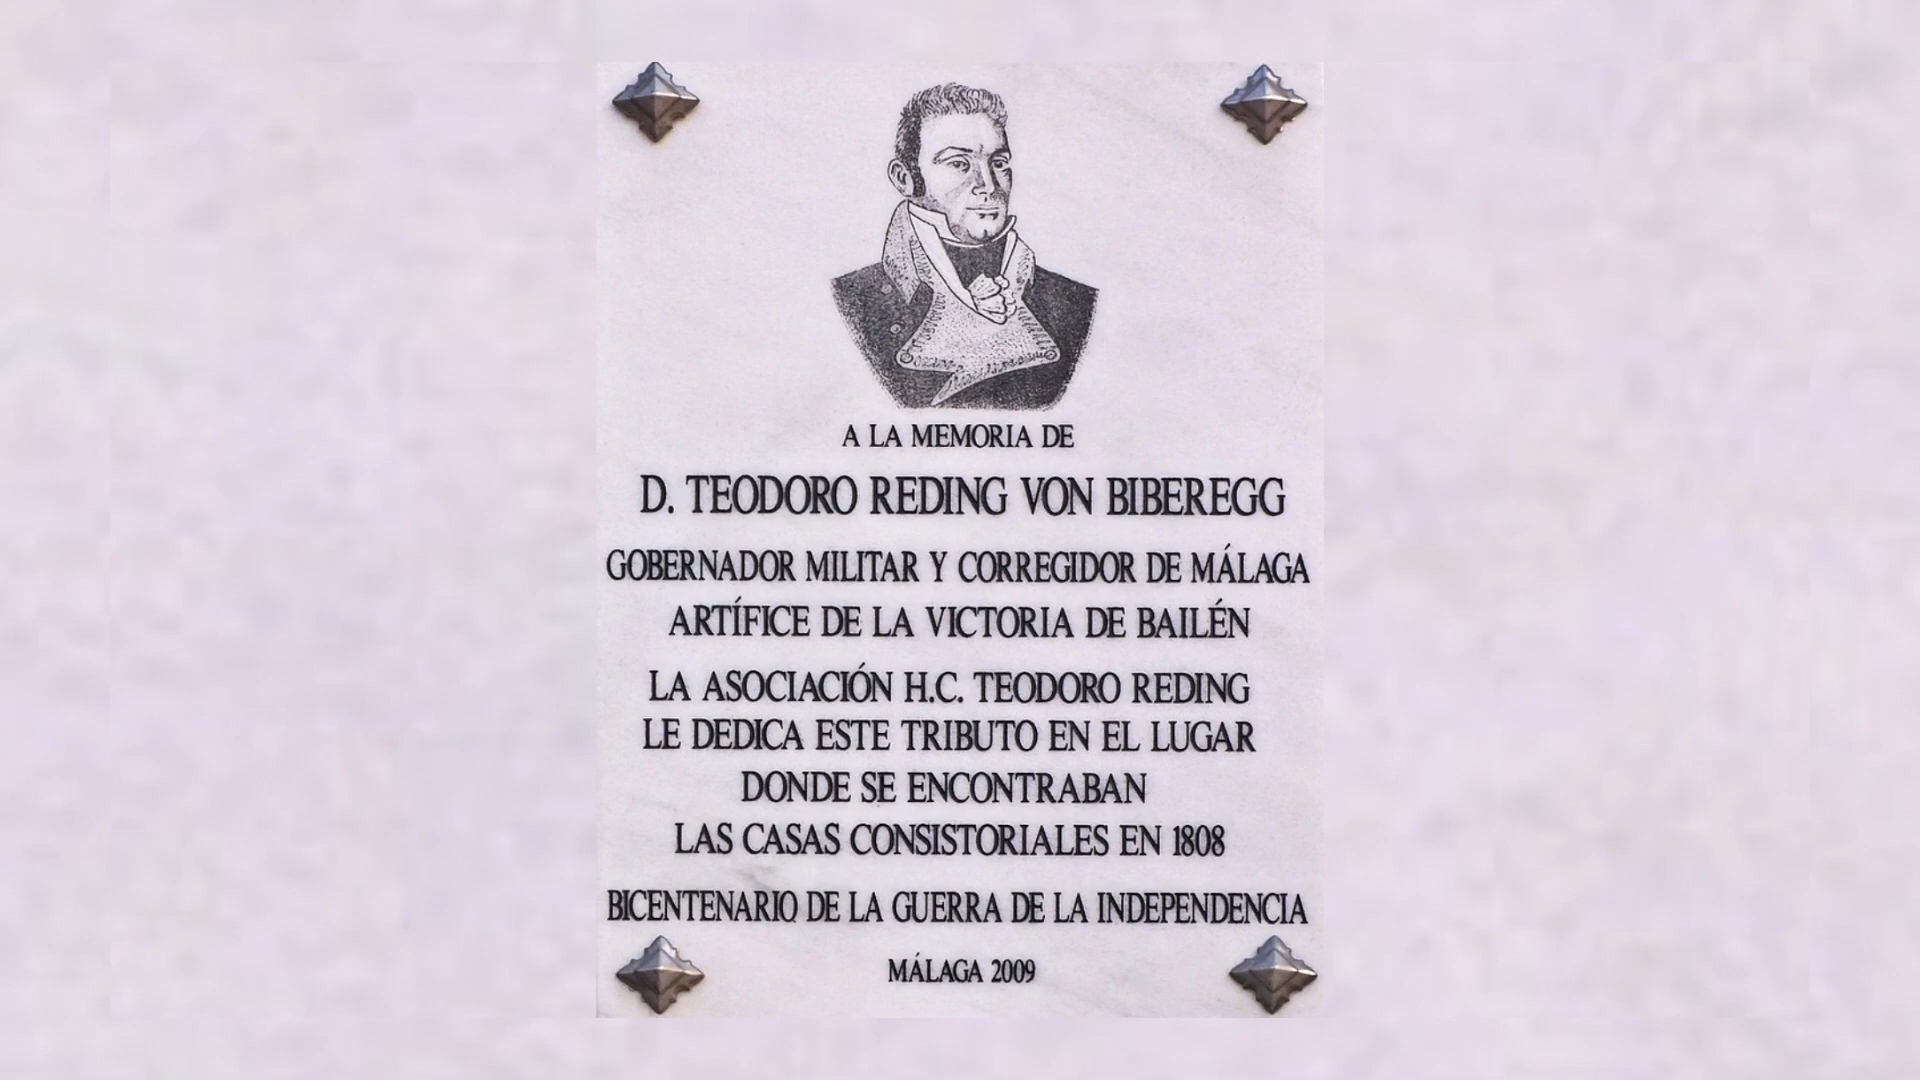 A LA MEMORIA DE
D. TEODORO REDING VON BIBEREGG
GOBERNADOR MILITAR Y CORREGIDOR DE MÁLAGA
ARTÍFICE DE LA VICTORIA DE BAILÉN
LA ASOCIACIÓN H.C. TEODORO REDING
LE DEDICA ESTE TRIBUTO EN EL LUGAR
DONDE SE ENCONTRABAN
LAS CASAS CONSISTORIALES EN 1808
BICENTENARIO DE LA GUERRA DE LA INDEPENDENCIA
MÁLAGA 2009